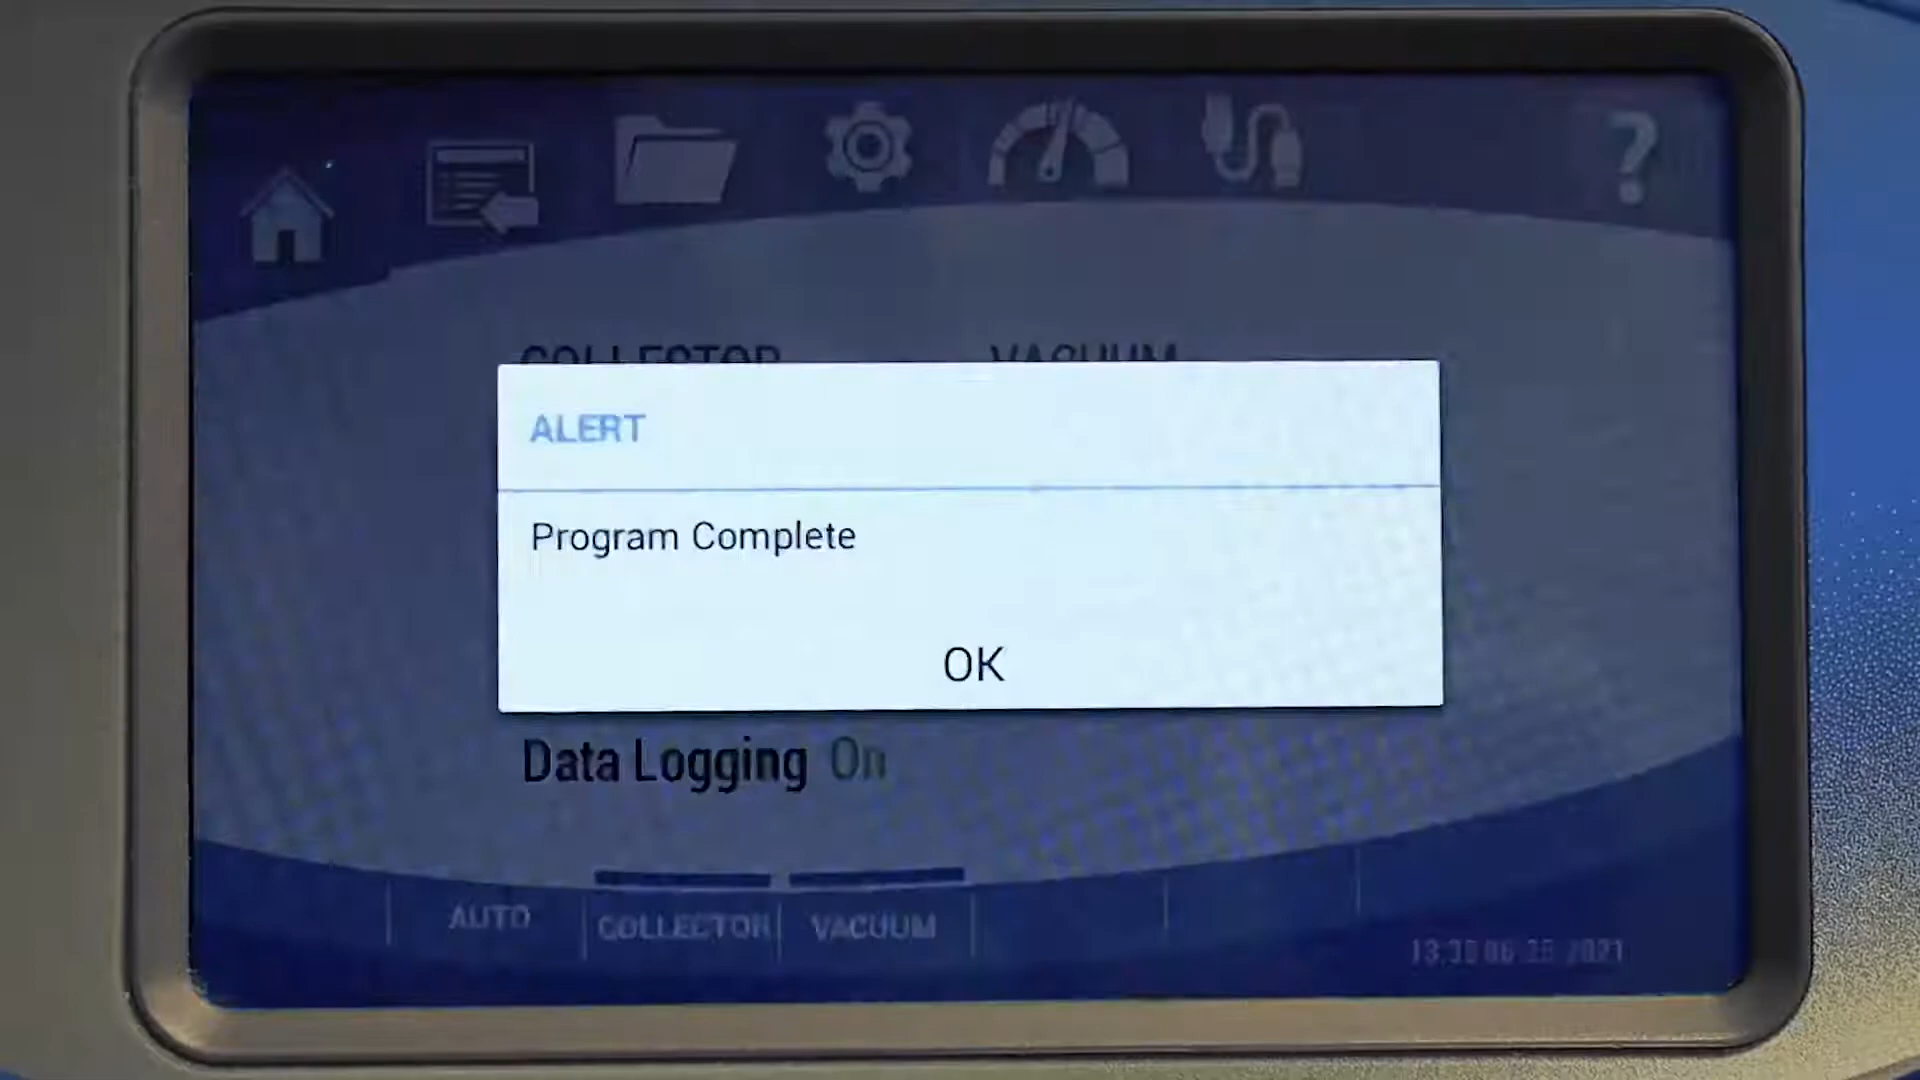 ?
COLLECTOR VACUUM
ALERT
Program Complete
OK
Data Logging On
AUTO COLLECTOR VACUUM